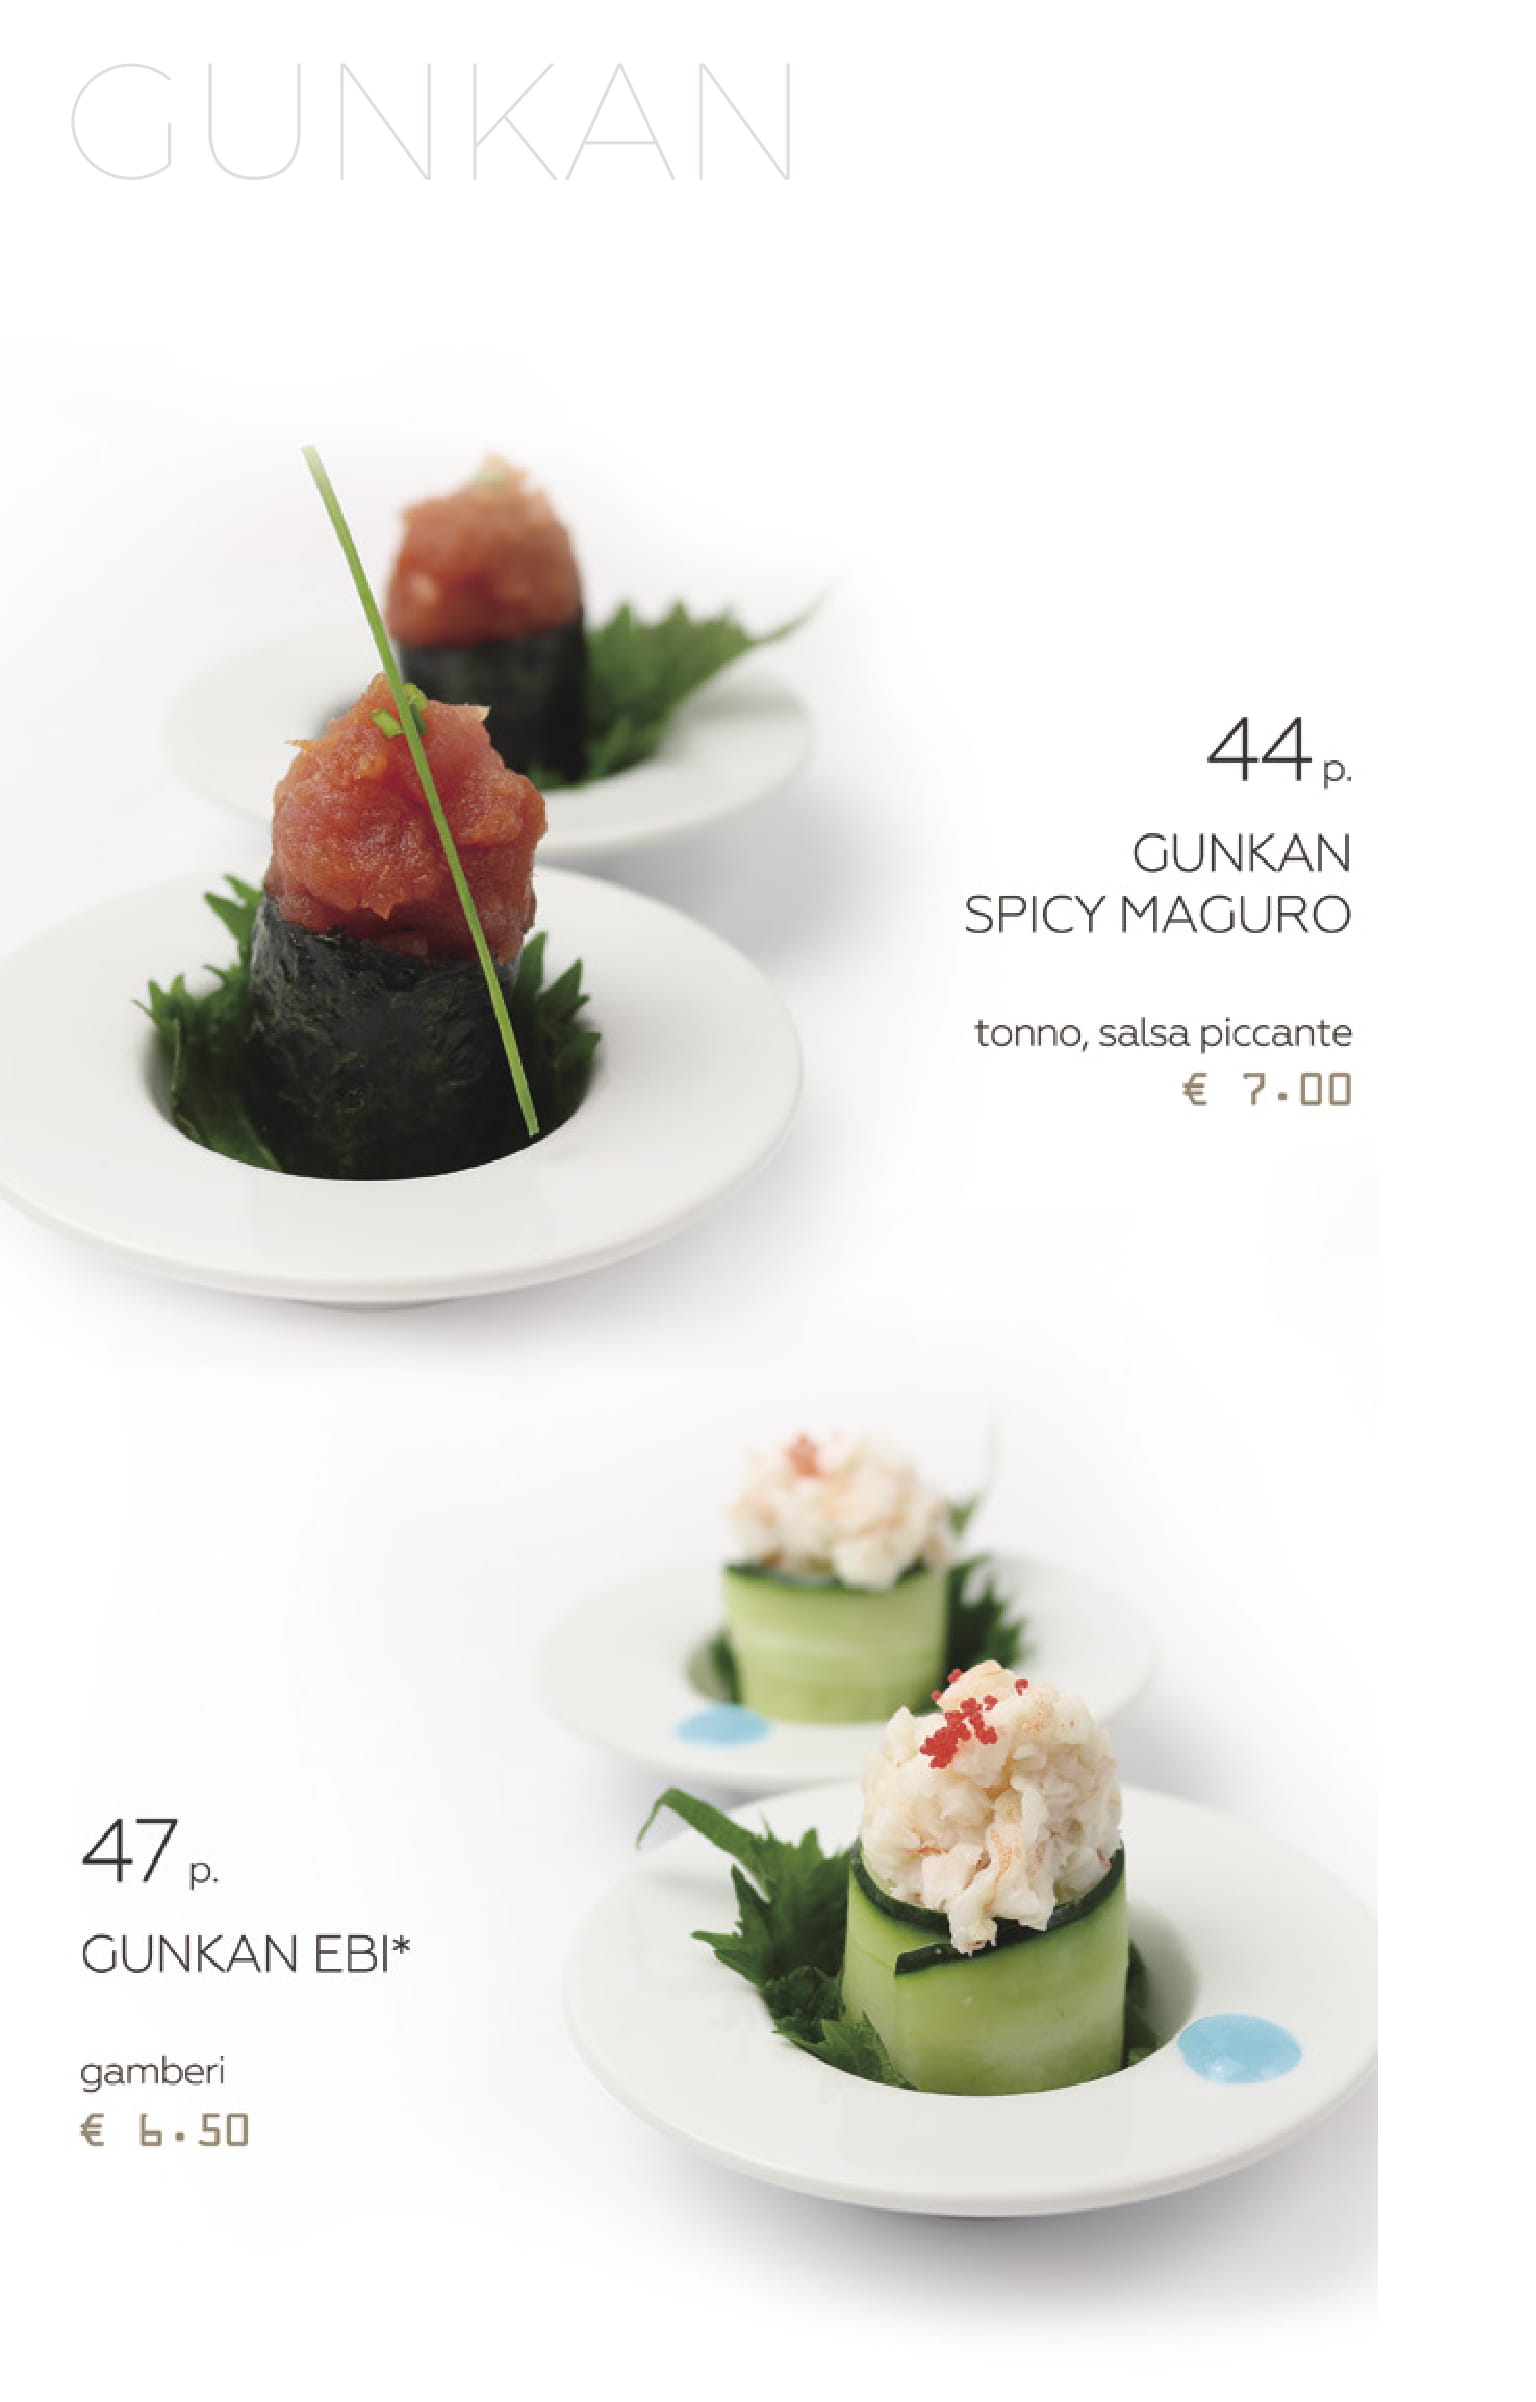 GUNKAN
44 p.
GUNKAN
SPICY MAGURO
tonno, salsa piccante
€ 7.00
47 p.
GUNKAN EBI*
gamberi
€ 6.50